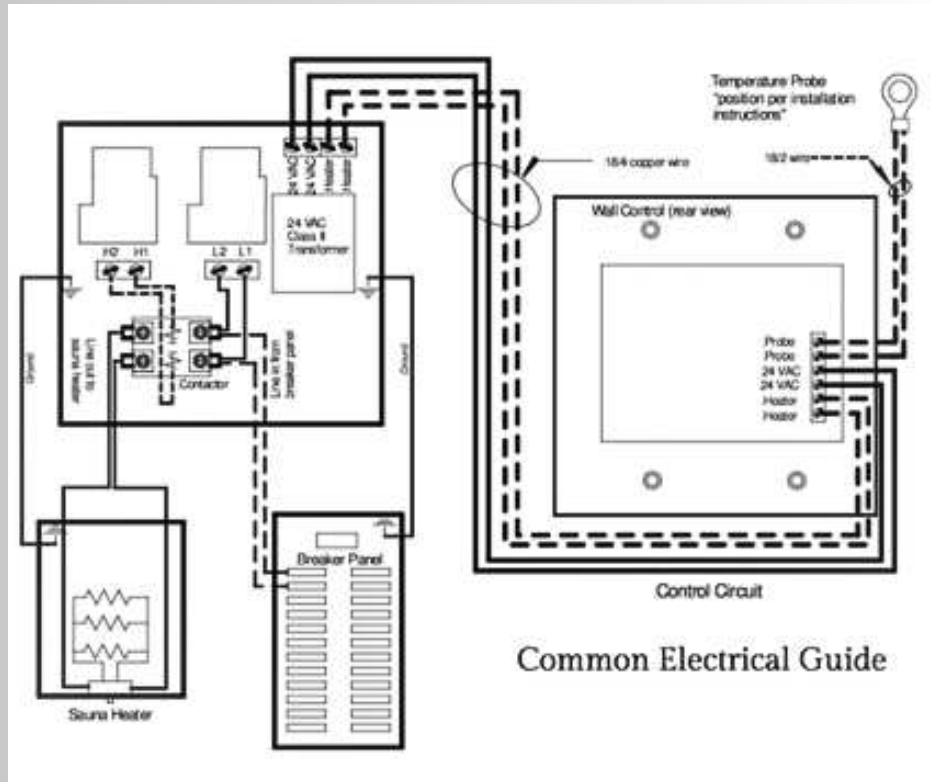 Temperature Probe
"position per installation
instructions"
18/4 copper wire
18/2 wire
24 VAC
24 VAC
Heater
Heater
24 VAC
Class II
Transformer
H2
H1
L2
L1
Wall Control (rear view)
Ground
Line out to
sauna heater
Contactor
Line in from
breaker panel
Ground
Probe
Probe
24 VAC
24 VAC
Heater
Heater
Breaker Panel
Control Circuit
Common Electrical Guide
Sauna Heater